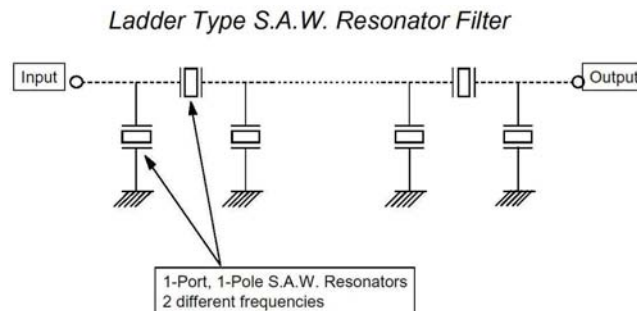 Ladder Type S.A.W. Resonator Filter
Input
Output
1-Port, 1-Pole S.A.W. Resonators
2 different frequencies